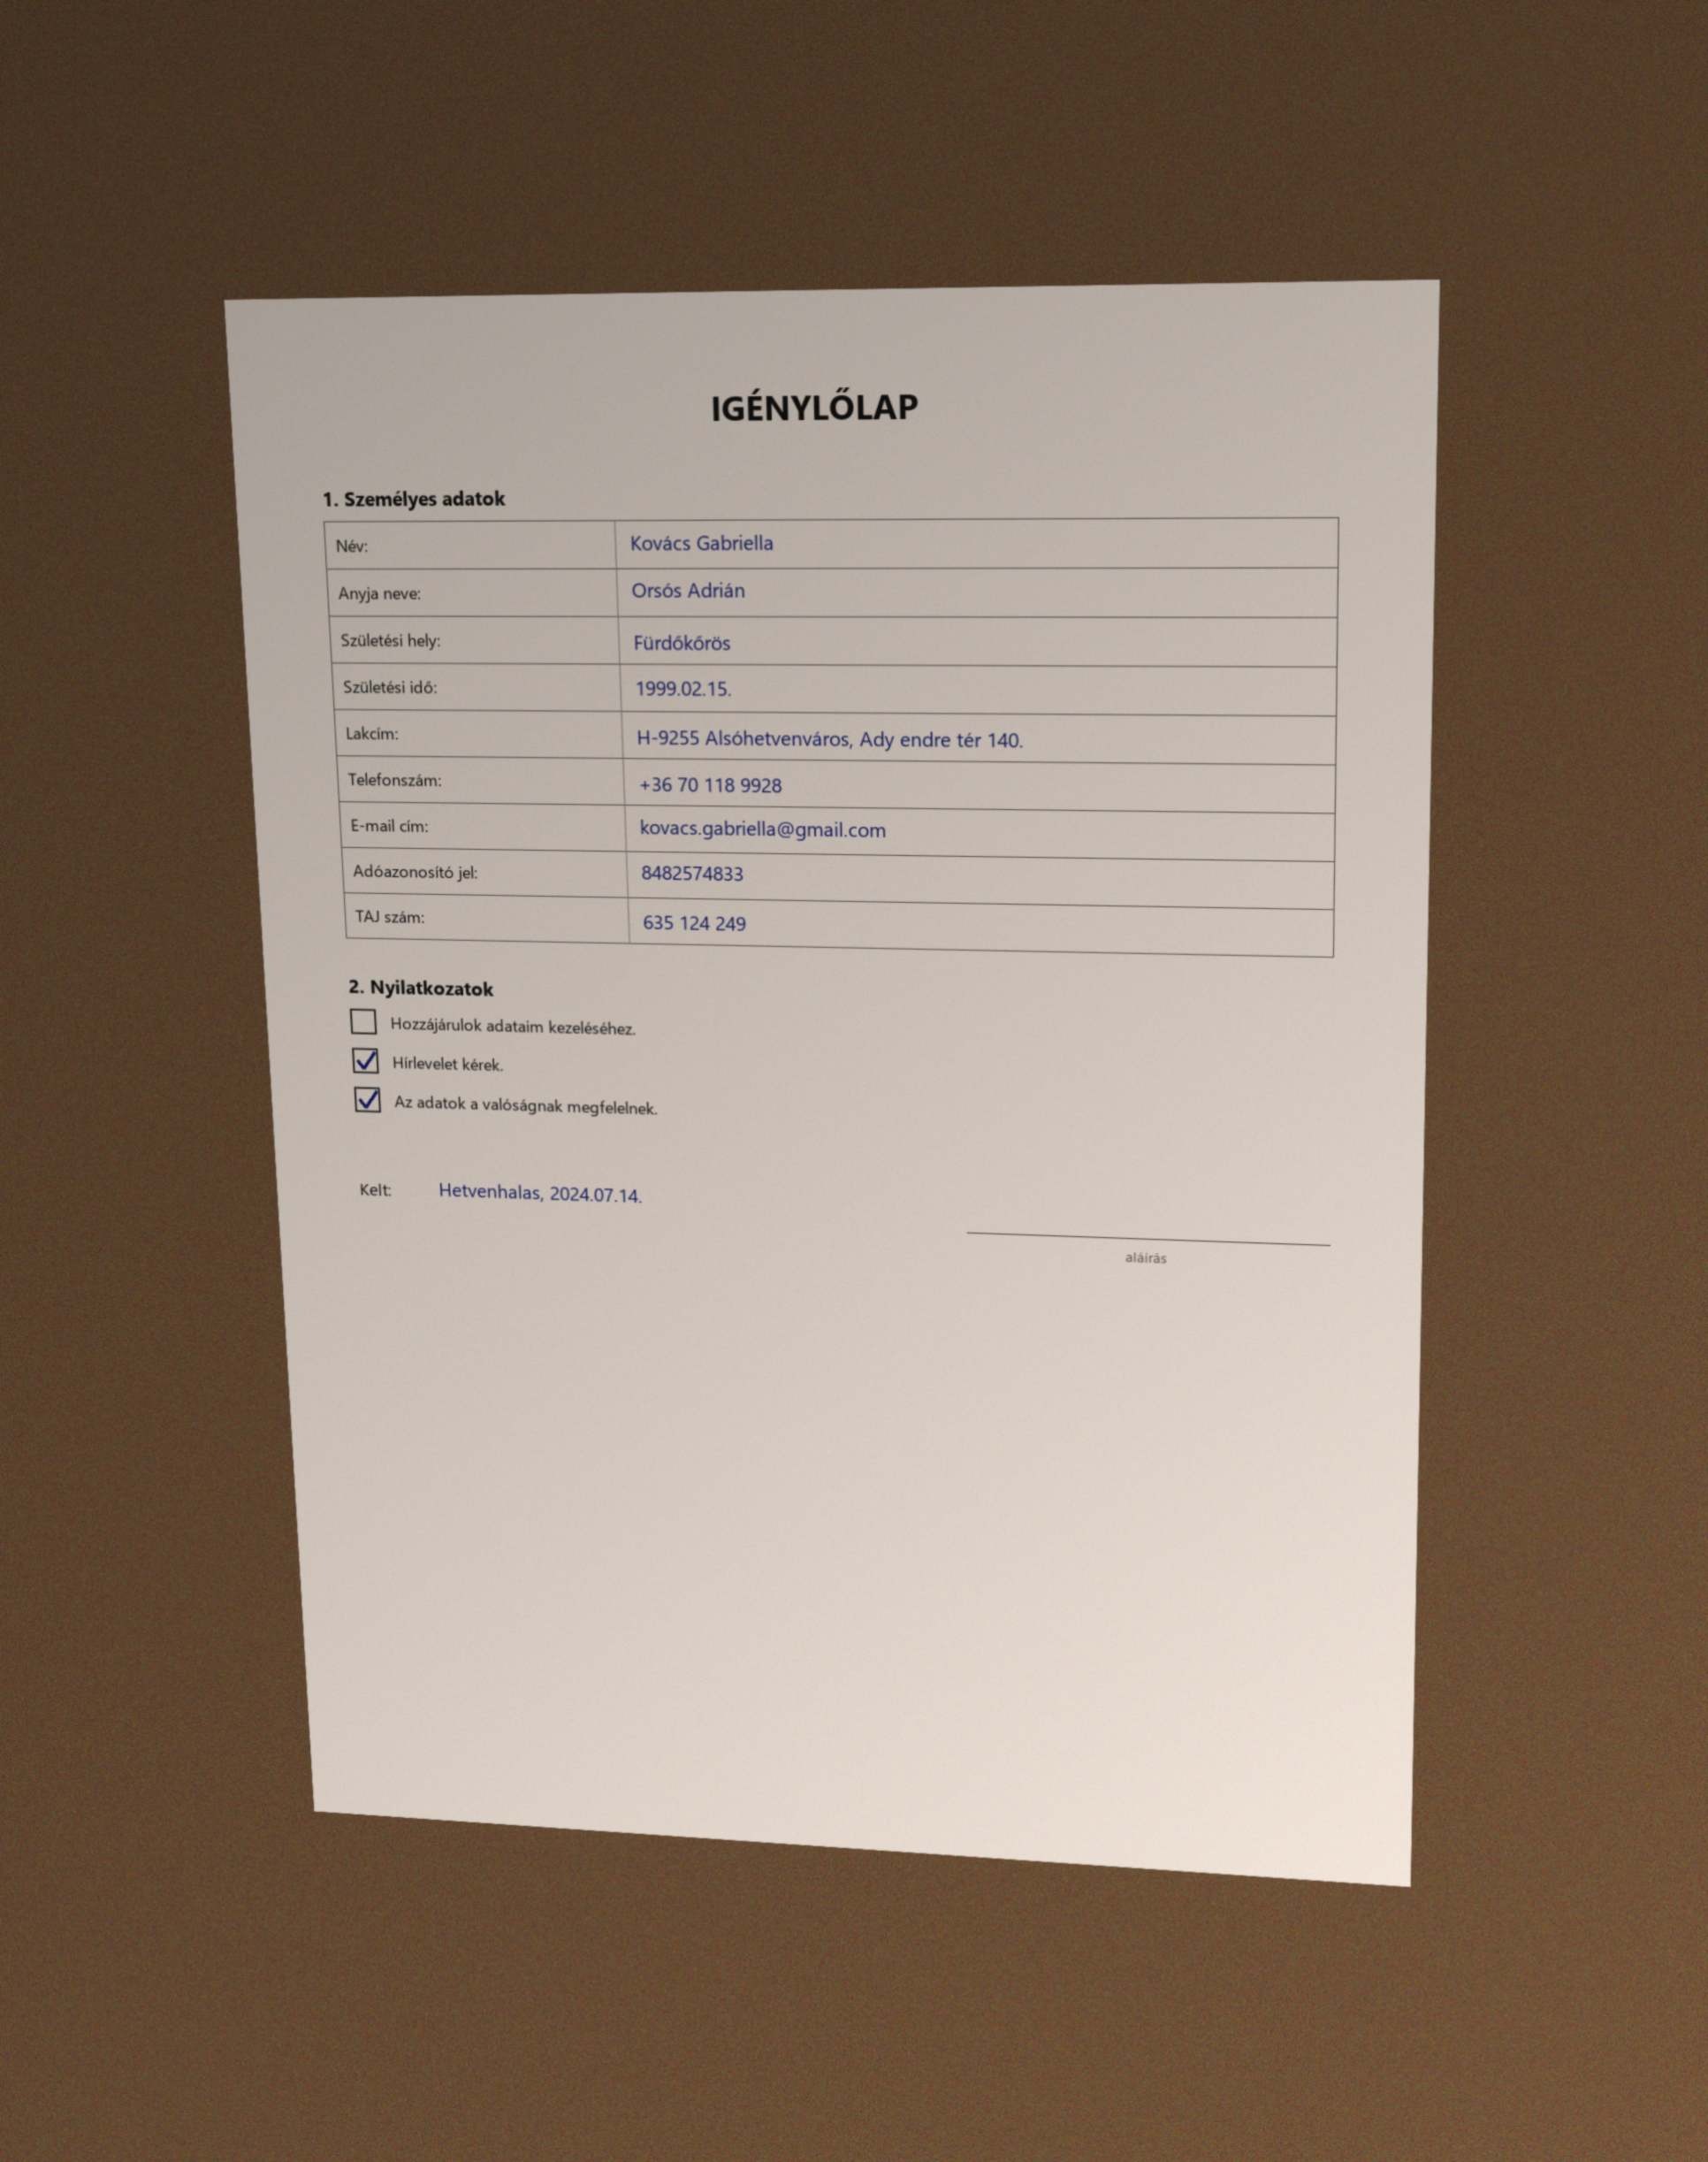 IGÉNYLŐLAP
1. Személyes adatok
Név: Kovács Gabriella
Anyja neve: Orsós Adrián
Születési hely: Fürdőkőrös
Születési idő: 1999.02.15.
Lakcím: H-9255 Alsóhetvenváros, Ady endre tér 140.
Telefonszám: +36 70 118 9928
E-mail cím: kovacs.gabriella@gmail.com
Adóazonosító jel: 8482574833
TAJ szám: 635 124 249
2. Nyilatkozatok
Hozzájárulok adataim kezeléséhez.
Hírlevelet kérek.
Az adatok a valóságnak megfelelnek.
Kelt: Hetvenhalas, 2024.07.14.
aláírás